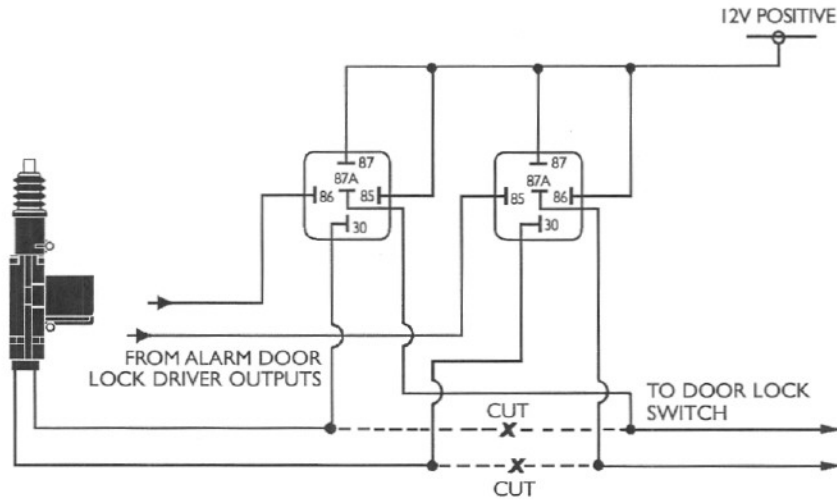 12V POSITIVE
87
87
87A
87A
86
85
85
86
30
30
FROM ALARM DOOR
LOCK DRIVER OUTPUTS
TO DOOR LOCK
SWITCH
CUT
X
X
CUT